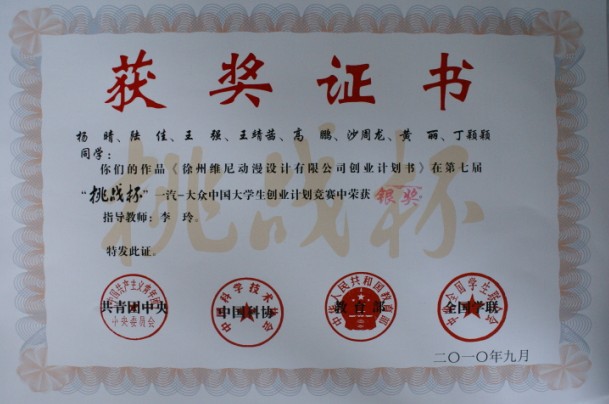 获奖证书
杨 晴、陆 佳、王 强、王靖茜、高 鹏、沙周龙、黄 丽、丁颖颖
同学:
你们的作品《徐州维尼动漫设计有限公司创业计划书》在第七届
“挑战杯”一汽-大众中国大学生创业计划竞赛中荣获 银奖
指导教师:李 玲。
挑战杯
特发此证。
共青团中央 中国科协 教育部 全国学联
二〇一〇年九月